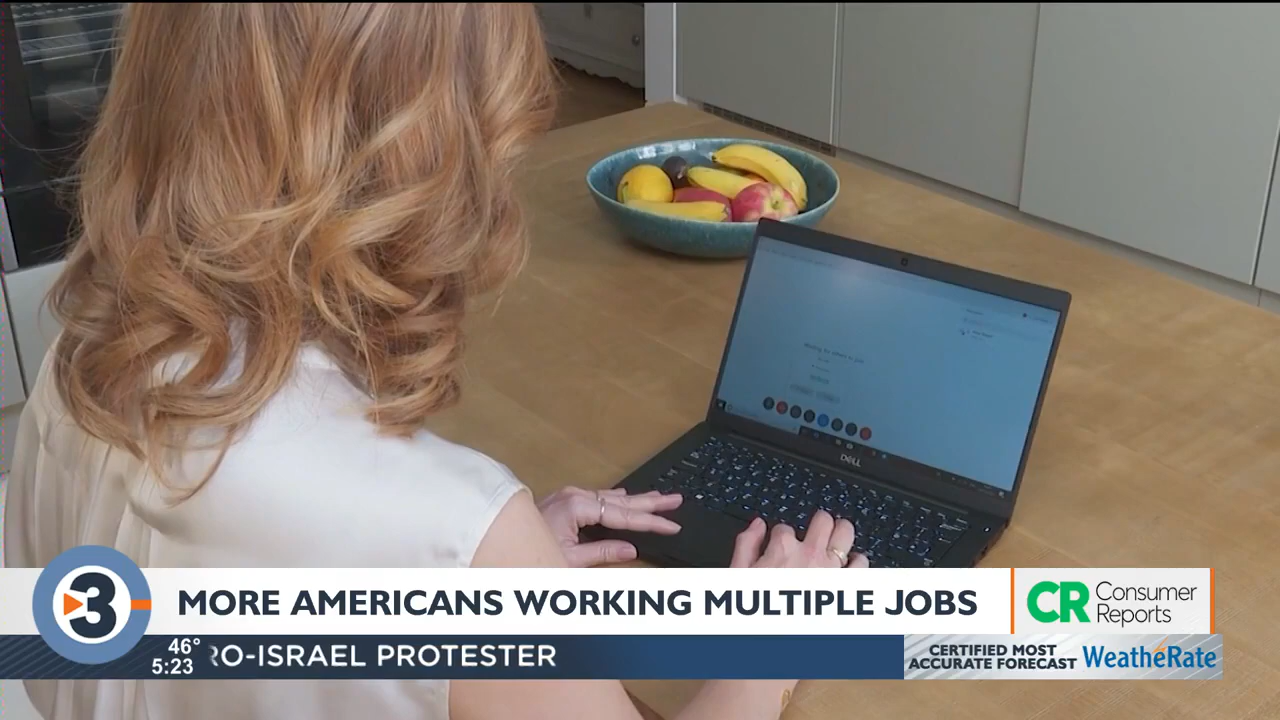 DELL
3
MORE AMERICANS WORKING MULTIPLE JOBS
CR Consumer
Reports
46°
5:23
RO-ISRAEL PROTESTER
CERTIFIED MOST
ACCURATE FORECAST
WeatheRate